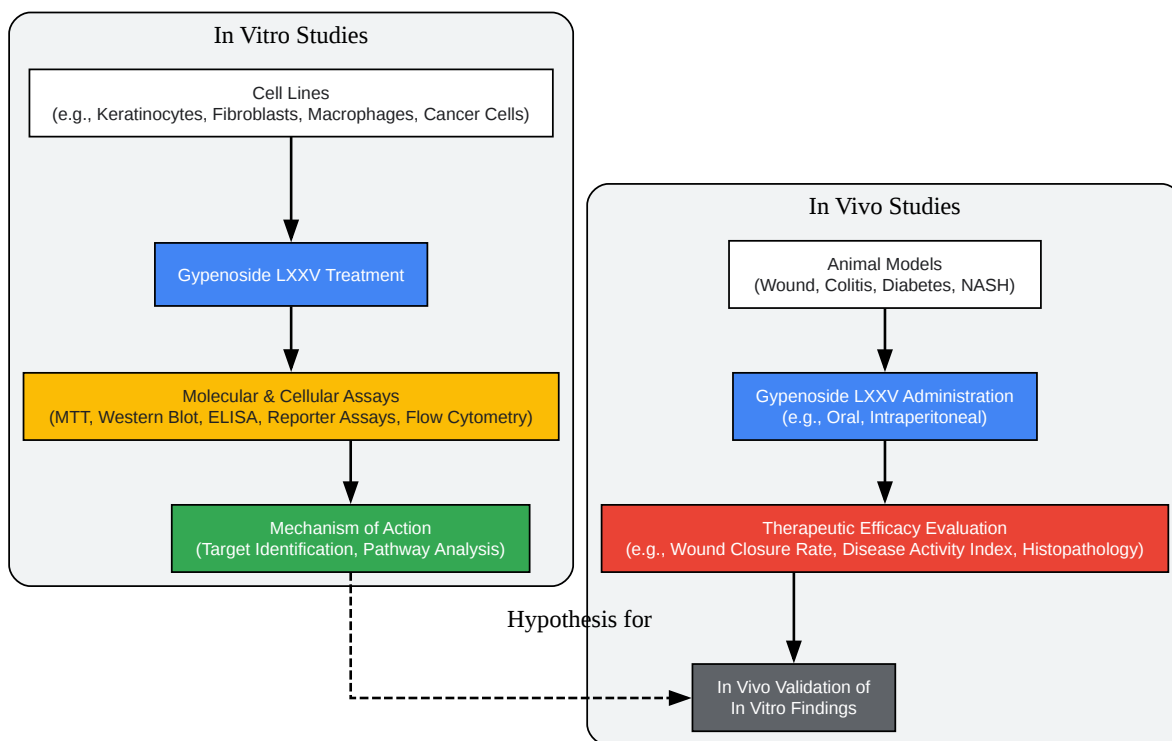 In Vitro Studies
Cell Lines
(e.g., Keratinocytes, Fibroblasts, Macrophages, Cancer Cells)
Gypenoside LXXV Treatment
Molecular & Cellular Assays
(MTT, Western Blot, ELISA, Reporter Assays, Flow Cytometry)
Mechanism of Action
(Target Identification, Pathway Analysis)
Hypothesis for
In Vivo Studies
Animal Models
(Wound, Colitis, Diabetes, NASH)
Gypenoside LXXV Administration
(e.g., Oral, Intraperitoneal)
Therapeutic Efficacy Evaluation
(e.g., Wound Closure Rate, Disease Activity Index, Histopathology)
In Vivo Validation of
In Vitro Findings